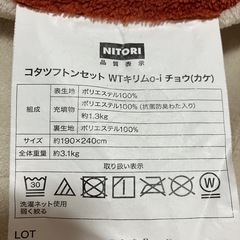 NITORI
品質表示
コタツフトンセット WTキリムo-i チョウ(カケ)
組成
表生地
ポリエステル100%
充填物
ポリエステル100% (抗菌防臭わた入り)
約1.3kg
裏生地
ポリエステル100%
サイズ
約190×240cm
全体重量
約3.1kg
30
W
洗濯ネット使用
弱く絞る
LOT